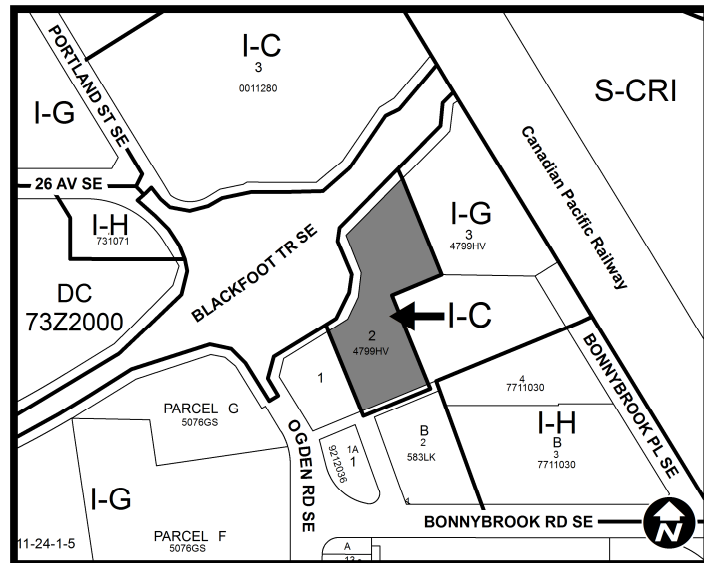 PORTLAND ST SE
I-C
3
0011280
S-CRI
I-G
Canadian Pacific Railway
26 AV SE
I-H
731071
I-G
3
4799HV
BLACKFOOT TR SE
DC
73Z2000
I-C
2
4799HV
1
4
7711030
BONNYBROOK PL SE
PARCEL G
5076GS
OGDEN RD SE
B
2
583LK
I-H
B
3
7711030
1A
1
9212036
I-G
PARCEL F
5076GS
BONNYBROOK RD SE
N
11-24-1-5
A